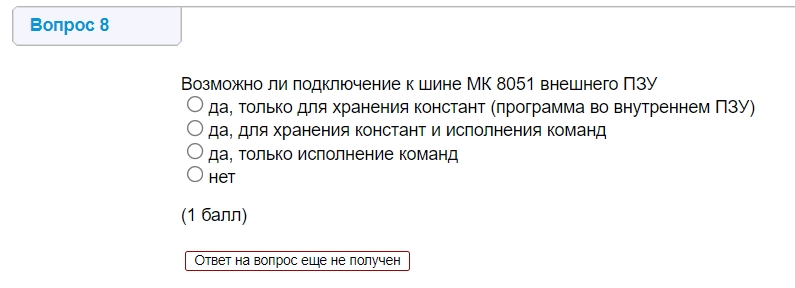 Вопрос 8
Возможно ли подключение к шине МК 8051 внешнего ПЗУ
да, только для хранения констант (программа во внутреннем ПЗУ)
да, для хранения констант и исполнения команд
да, только исполнение команд
нет
(1 балл)
Ответ на вопрос еще не получен